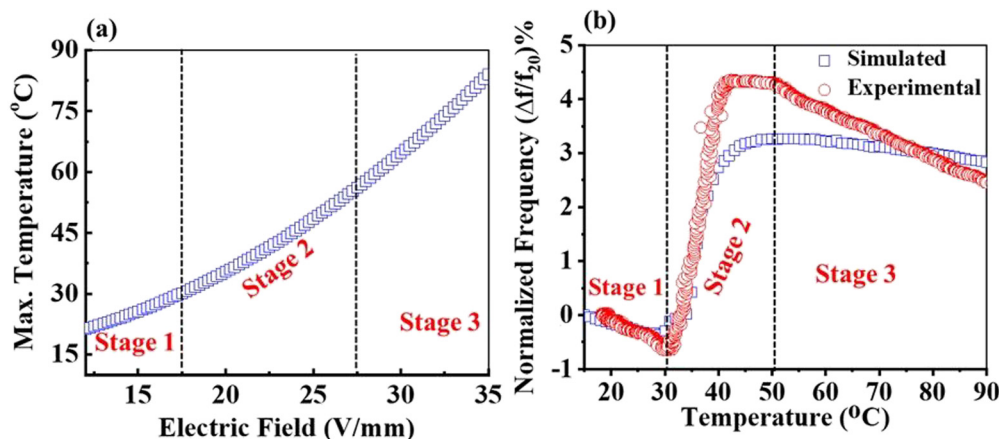 (a)
Max. Temperature (°C)
90
75
60
45
30
15
Stage 1
Stage 2
Stage 3
15
20
25
30
35
Electric Field (V/mm)
(b)
Normalized Frequency (Δf/f20)%
5
4
3
2
1
0
-1
Simulated
Experimental
Stage 1
Stage 2
Stage 3
20
30
40
50
60
70
80
90
Temperature (°C)